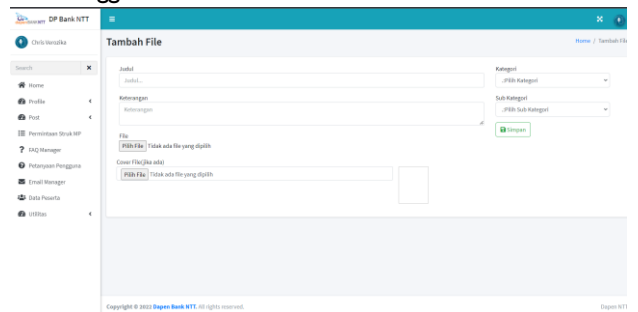 DP Bank NTT
Chris Nessdika
Search
Home
Profile
Post
Permintaan Struk MP
FAQ Manager
Petanyaan Pengguna
Email Manager
Data Peserta
Utilitas
Tambah File
Home / Tambah File
Judul
Judul...
Keterangan
Keterangan
File
Pilih File Tidak ada file yang dipilih
Cover File(jika ada)
Pilih File Tidak ada file yang dipilih
Kategori
..Pilih Kategori
Sub Kategori
..Pilih Sub Kategori
Simpan
Copyright © 2022 Dapen Bank NTT. All rights reserved.
Dapen NTT